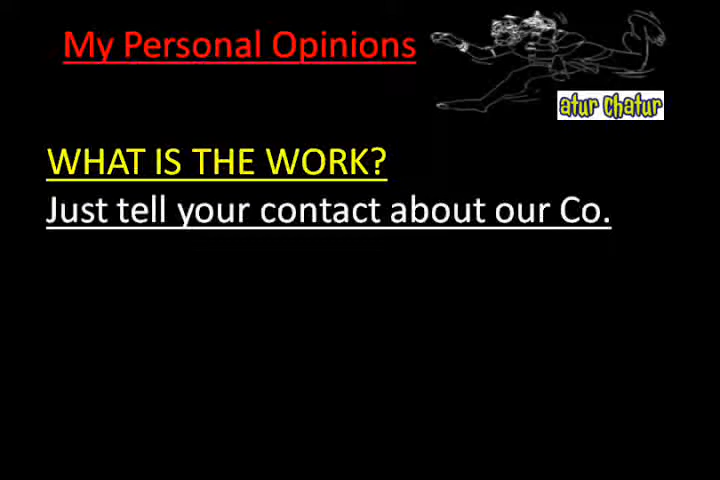 My Personal Opinions
atur chatur
WHAT IS THE WORK?
Just tell your contact about our Co.